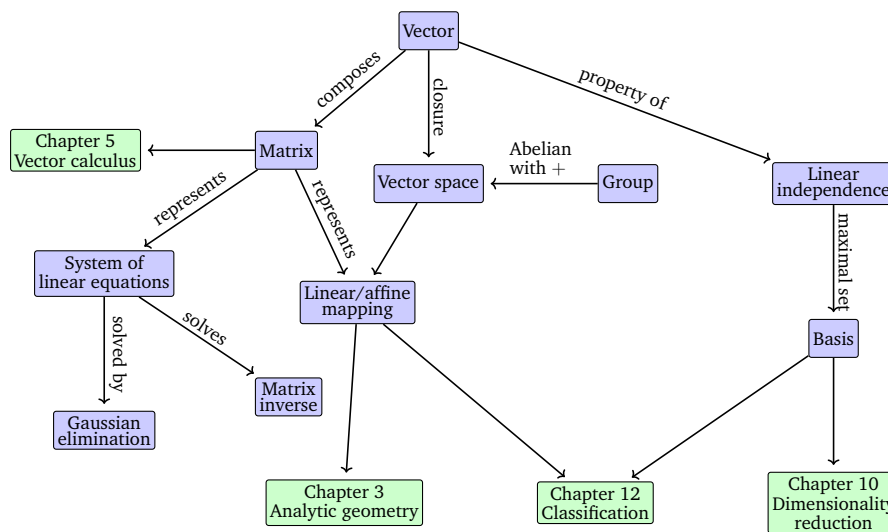 Vector
composes
closure
property of
Chapter 5
Vector calculus
Matrix
Abelian
with +
Vector space
Group
Linear
independence
represents
represents
maximal set
System of
linear equations
Linear/affine
mapping
solved by
solves
Basis
Matrix
inverse
Gaussian
elimination
Chapter 3
Analytic geometry
Chapter 12
Classification
Chapter 10
Dimensionality
reduction